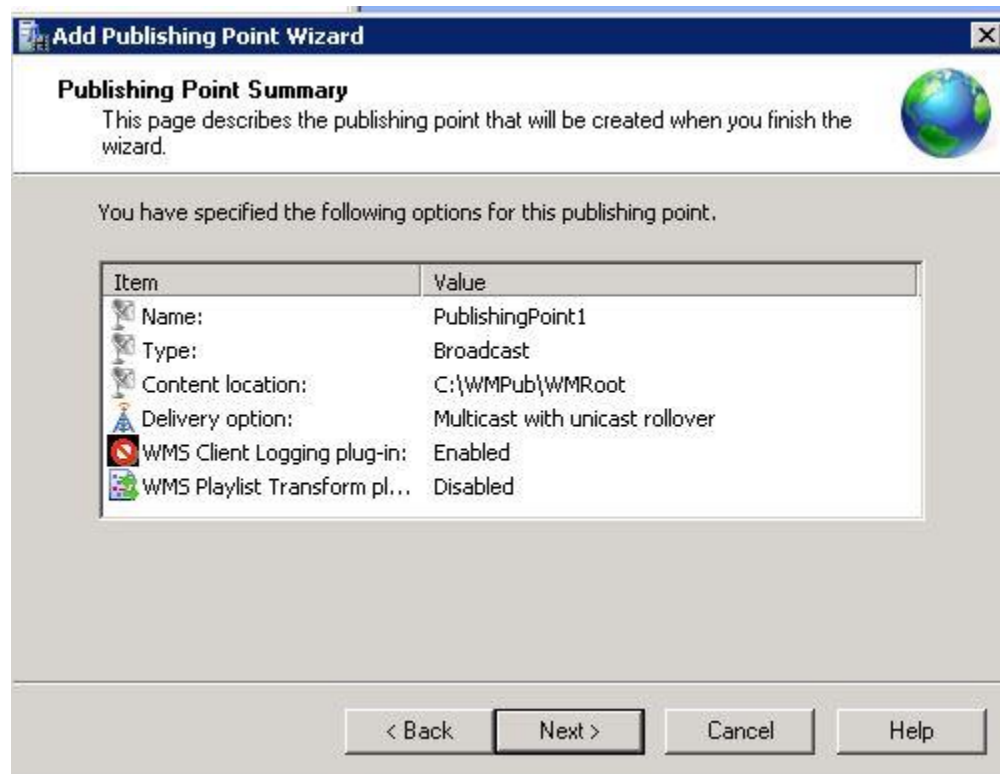 Add Publishing Point Wizard
Publishing Point Summary
This page describes the publishing point that will be created when you finish the
wizard.
You have specified the following options for this publishing point.
Item Value
Name: PublishingPoint1
Type: Broadcast
Content location: C:\WMPub\WMRoot
Delivery option: Multicast with unicast rollover
WMS Client Logging plug-in: Enabled
WMS Playlist Transform pl... Disabled
< Back Next > Cancel Help